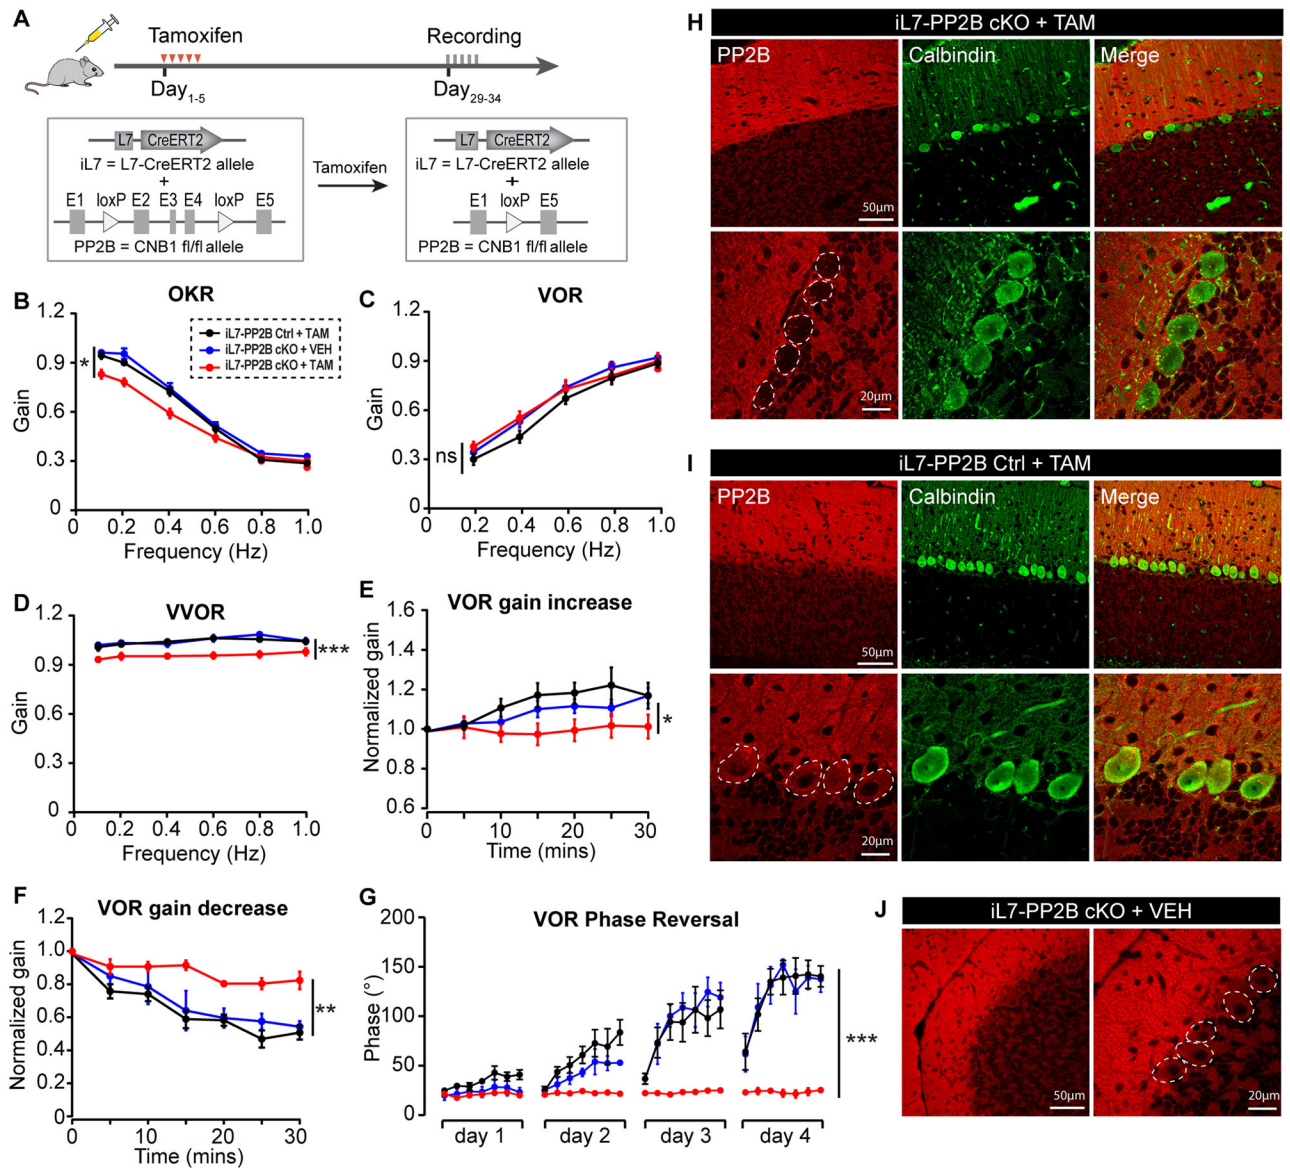 A
Tamoxifen
Recording
Day1-5
Day29-34
L7 CreERT2
iL7 = L7-CreERT2 allele
+
E1 loxP E2 E3 E4 loxP E5
PP2B = CNB1 fl/fl allele
Tamoxifen
L7 CreERT2
iL7 = L7-CreERT2 allele
+
E1 loxP E5
PP2B = CNB1 fl/fl allele
B
OKR
1.2
0.9
0.6
0.3
0
Gain
*
iL7-PP2B Ctrl + TAM
iL7-PP2B cKO + VEH
iL7-PP2B cKO + TAM
0 0.2 0.4 0.6 0.8 1.0
Frequency (Hz)
C
VOR
1.2
0.9
0.6
0.3
0
Gain
ns
0 0.2 0.4 0.6 0.8 1.0
Frequency (Hz)
D
VVOR
1.2
0.9
0.6
0.3
0
Gain
***
0 0.2 0.4 0.6 0.8 1.0
Frequency (Hz)
E
VOR gain increase
1.6
1.4
1.2
1.0
0.8
0.6
Normalized gain
*
0 10 20 30
Time (mins)
F
VOR gain decrease
1.2
1.0
0.8
0.6
0.4
0.2
0
Normalized gain
**
0 10 20 30
Time (mins)
G
VOR Phase Reversal
200
150
100
50
0
Phase (°)
***
day 1 day 2 day 3 day 4
H
iL7-PP2B cKO + TAM
PP2B Calbindin Merge
50μm
20μm
I
iL7-PP2B Ctrl + TAM
PP2B Calbindin Merge
50μm
20μm
J
iL7-PP2B cKO + VEH
50μm
20μm